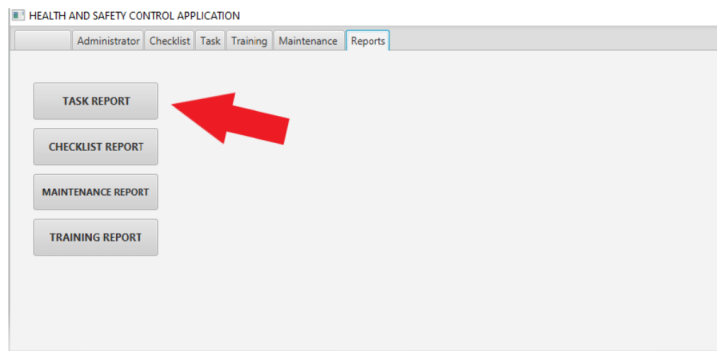 HEALTH AND SAFETY CONTROL APPLICATION
Administrator Checklist Task Training Maintenance Reports
TASK REPORT
CHECKLIST REPORT
MAINTENANCE REPORT
TRAINING REPORT